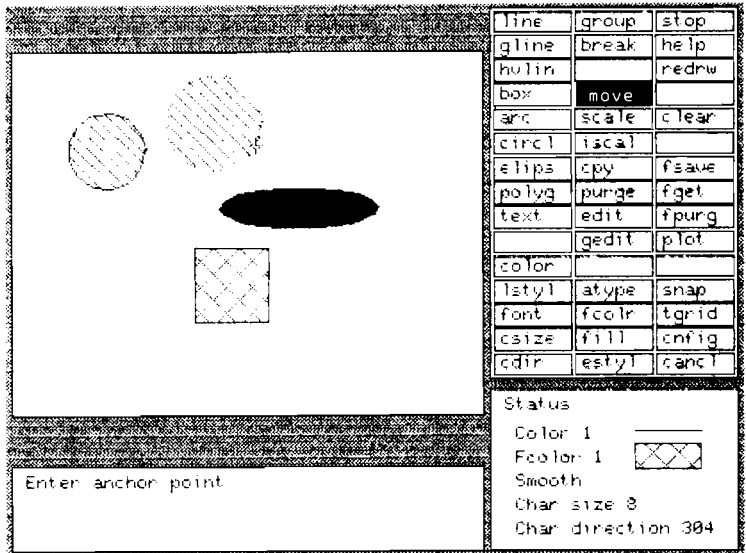 line group stop
gline break help
hvlin redrw
box move
arc scale clear
circl iscal
elips cpy fsave
polyg purge fget
text edit fpurg
gedit plot
color
lstyl atype snap
font fcolr tgrid
csize fill cnfig
cdir estyl cancl
Status
Color 1
Fcolor 1
Smooth
Char size 8
Char direction 304
Enter anchor point